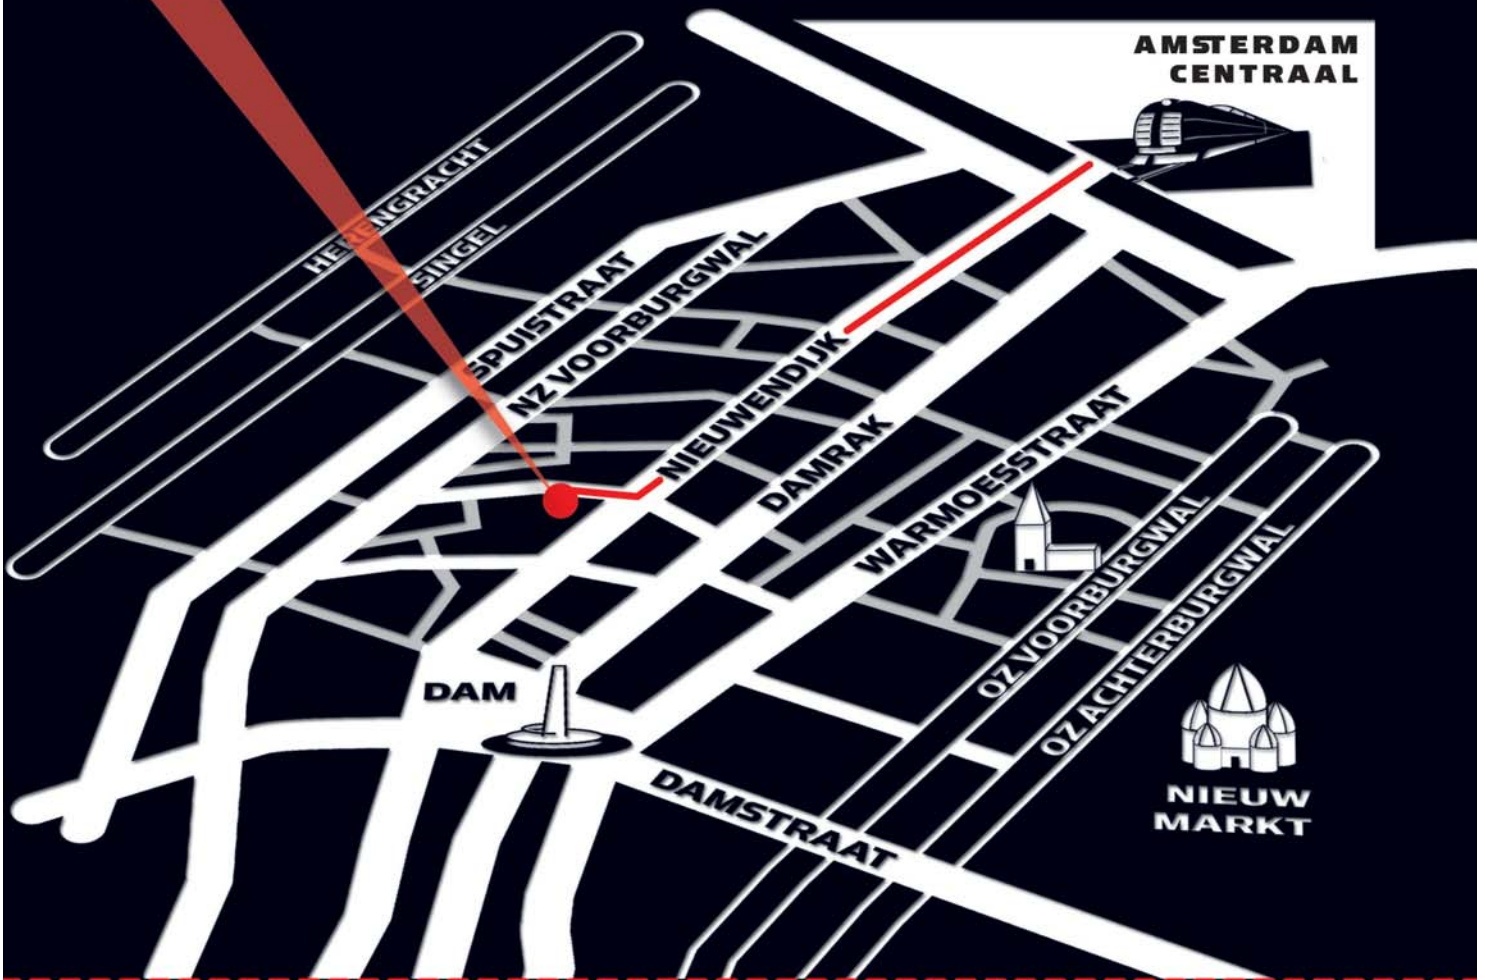 AMSTERDAM
CENTRAAL
HERENGRACHT
SINGEL
SPUISTRAAT
NZ VOORBURGWAL
NIEUWENDIJK
DAMRAK
WARMOESSTRAAT
OZ VOORBURGWAL
OZ ACHTERBURGWAL
DAM
DAMSTRAAT
NIEUW
MARKT